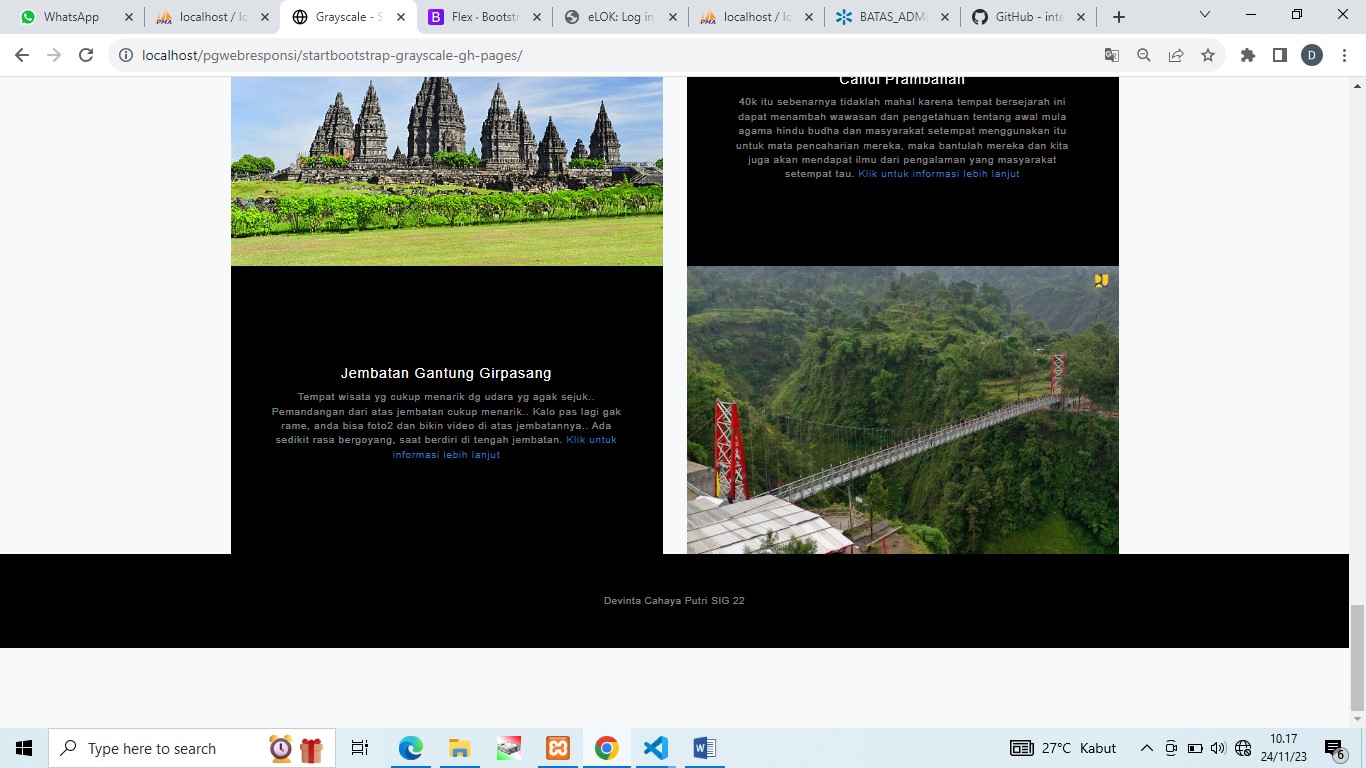 WhatsApp
localhost / lo
Grayscale - S
Flex · Bootstr
eLOK: Log in
localhost / lo
BATAS_ADMI
GitHub - inte
localhost/pgwebresponsi/startbootstrap-grayscale-gh-pages/
D
Candi Prambanan
40k itu sebenarnya tidaklah mahal karena tempat bersejarah ini
dapat menambah wawasan dan pengetahuan tentang awal mula
agama hindu budha dan masyarakat setempat menggunakan itu
untuk mata pencaharian mereka, maka bantulah mereka dan kita
juga akan mendapat ilmu dari pengalaman yang masyarakat
setempat tau. Klik untuk informasi lebih lanjut
Jembatan Gantung Girpasang
Tempat wisata yg cukup menarik dg udara yg agak sejuk..
Pemandangan dari atas jembatan cukup menarik.. Kalo pas lagi gak
rame, anda bisa foto2 dan bikin video di atas jembatannya.. Ada
sedikit rasa bergoyang, saat berdiri di tengah jembatan. Klik untuk
informasi lebih lanjut
Devinta Cahaya Putri SIG 22
Type here to search
27°C Kabut
10.17
24/11/23
6